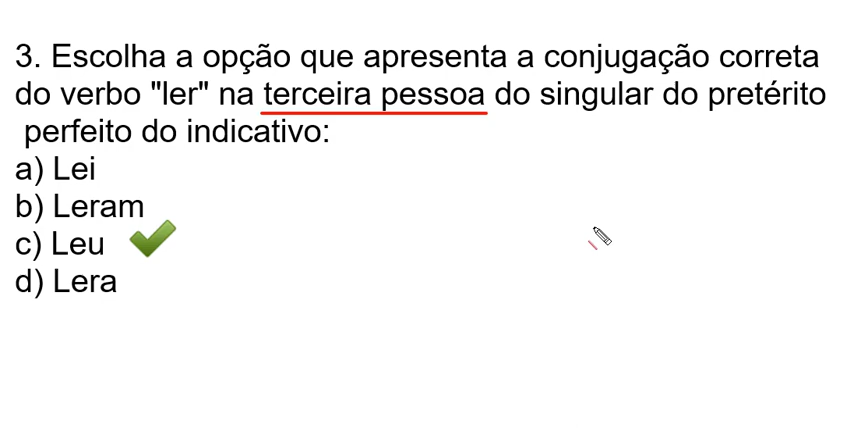 3. Escolha a opção que apresenta a conjugação correta
do verbo "ler" na terceira pessoa do singular do pretérito
perfeito do indicativo:
a) Lei
b) Leram
c) Leu
d) Lera